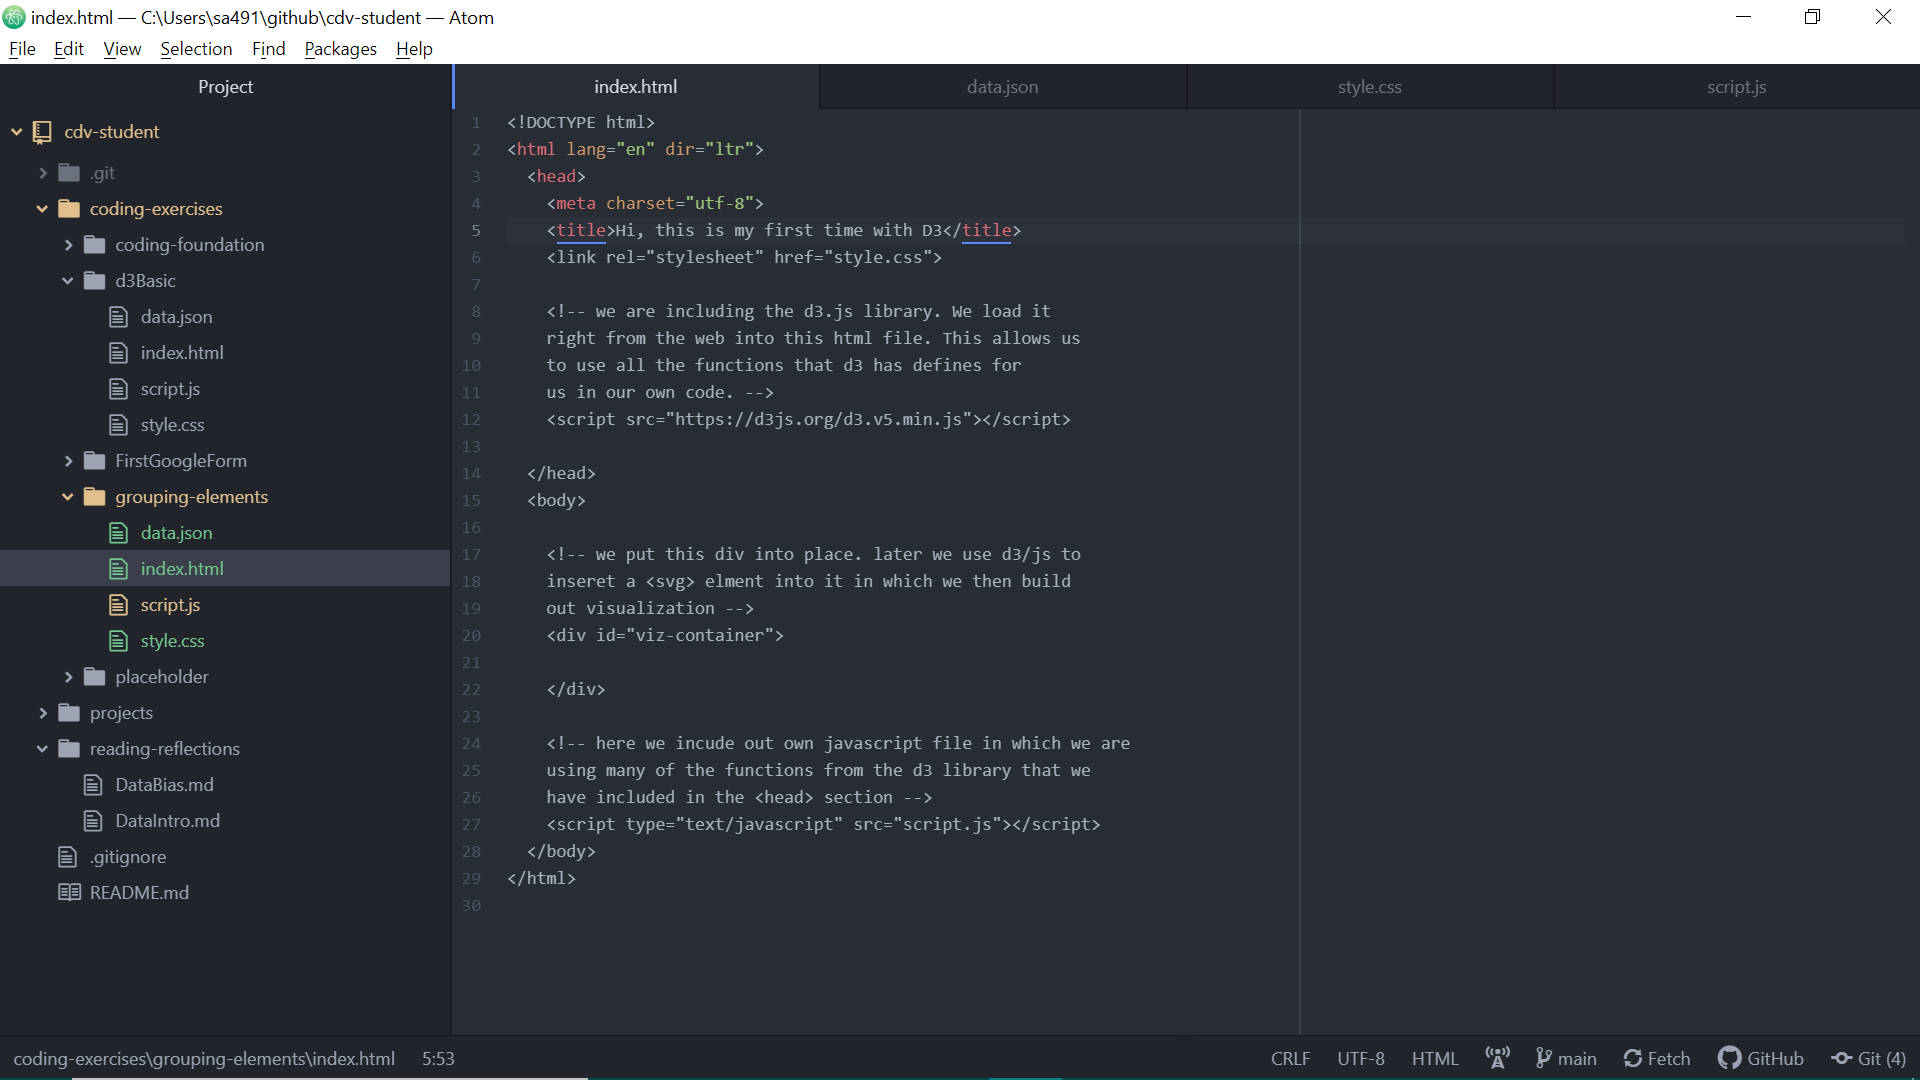 index.html — C:\Users\sa491\github\cdv-student — Atom
File Edit View Selection Find Packages Help
Project
cdv-student
.git
coding-exercises
coding-foundation
d3Basic
data.json
index.html
script.js
style.css
FirstGoogleForm
grouping-elements
data.json
index.html
script.js
style.css
placeholder
projects
reading-reflections
DataBias.md
DataIntro.md
.gitignore
README.md
index.html data.json style.css script.js
1 <!DOCTYPE html>
2 <html lang="en" dir="ltr">
3 <head>
4 <meta charset="utf-8">
5 <title>Hi, this is my first time with D3</title>
6 <link rel="stylesheet" href="style.css">
7
8 <!-- we are including the d3.js library. We load it
9 right from the web into this html file. This allows us
10 to use all the functions that d3 has defines for
11 us in our own code. -->
12 <script src="https://d3js.org/d3.v5.min.js"></script>
13
14 </head>
15 <body>
16
17 <!-- we put this div into place. later we use d3/js to
18 inseret a <svg> elment into it in which we then build
19 out visualization -->
20 <div id="viz-container">
21
22 </div>
23
24 <!-- here we incude out own javascript file in which we are
25 using many of the functions from the d3 library that we
26 have included in the <head> section -->
27 <script type="text/javascript" src="script.js"></script>
28 </body>
29 </html>
30
coding-exercises\grouping-elements\index.html 5:53 CRLF UTF-8 HTML main Fetch GitHub Git (4)